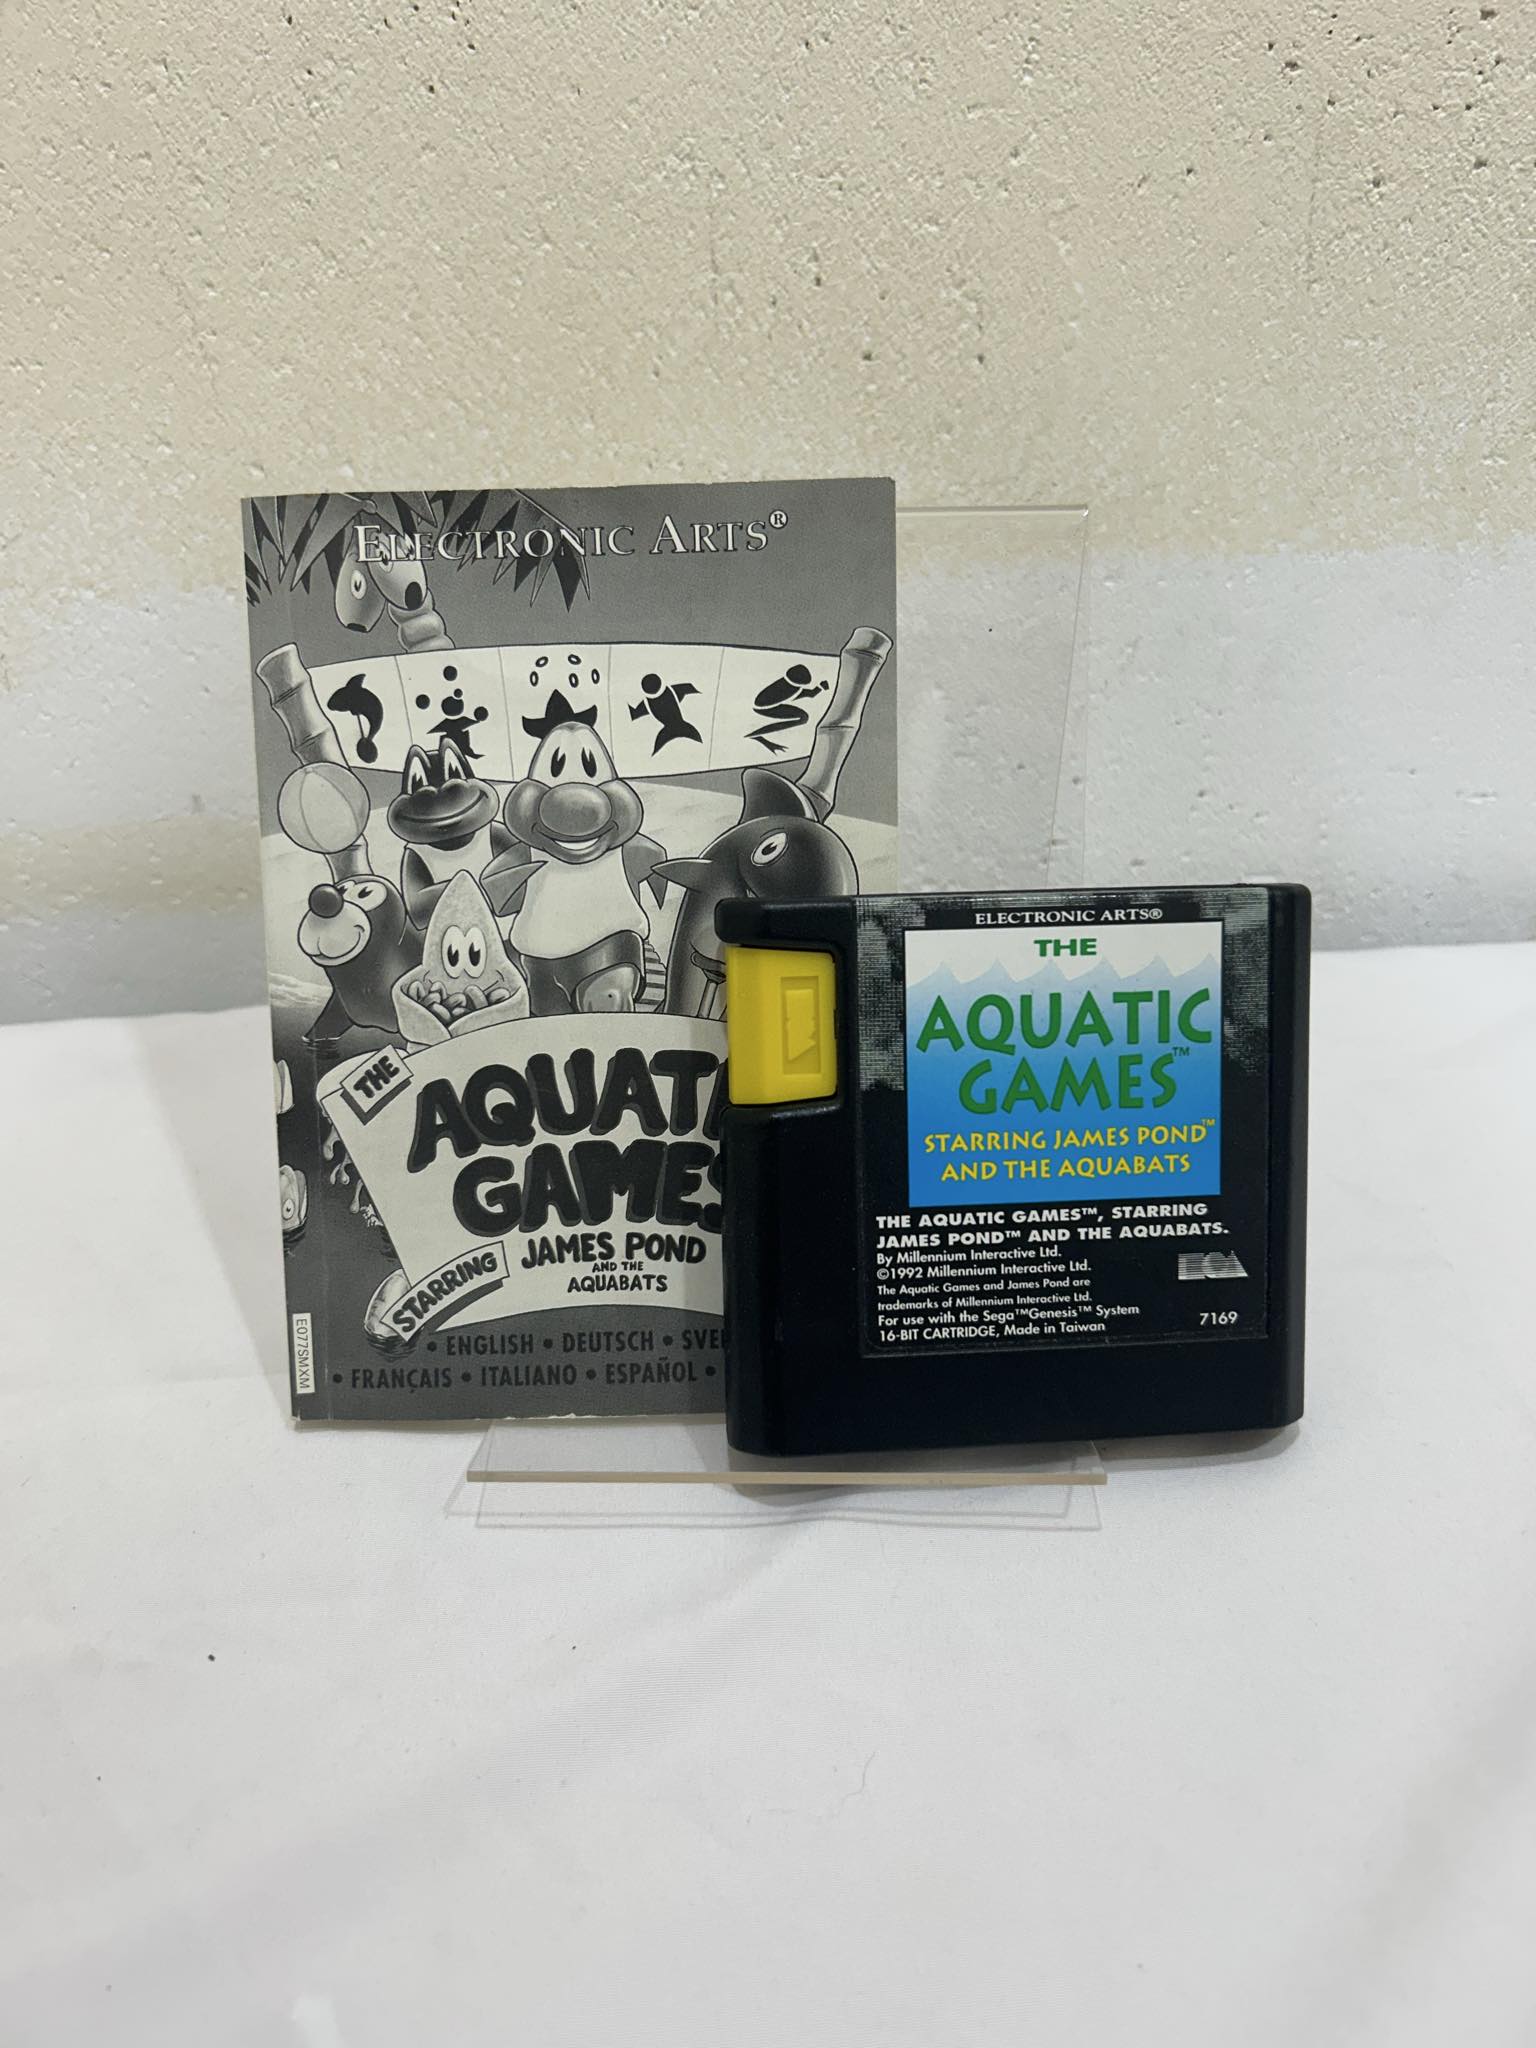 ELECTRONIC ARTS®
THE
AQUAT
GAMES
STARRING
JAMES POND
AND THE
AQUABATS
• ENGLISH • DEUTSCH • SVE
• FRANÇAIS • ITALIANO • ESPAÑOL •
E077SMXM
ELECTRONIC ARTS®
THE
AQUATIC
GAMES™
STARRING JAMES POND™
AND THE AQUABATS
THE AQUATIC GAMES™, STARRING
JAMES POND™ AND THE AQUABATS.
By Millennium Interactive Ltd.
©1992 Millennium Interactive Ltd.
The Aquatic Games and James Pond are
trademarks of Millennium Interactive Ltd.
For use with the Sega™Genesis™ System
16-BIT CARTRIDGE, Made in Taiwan
7169